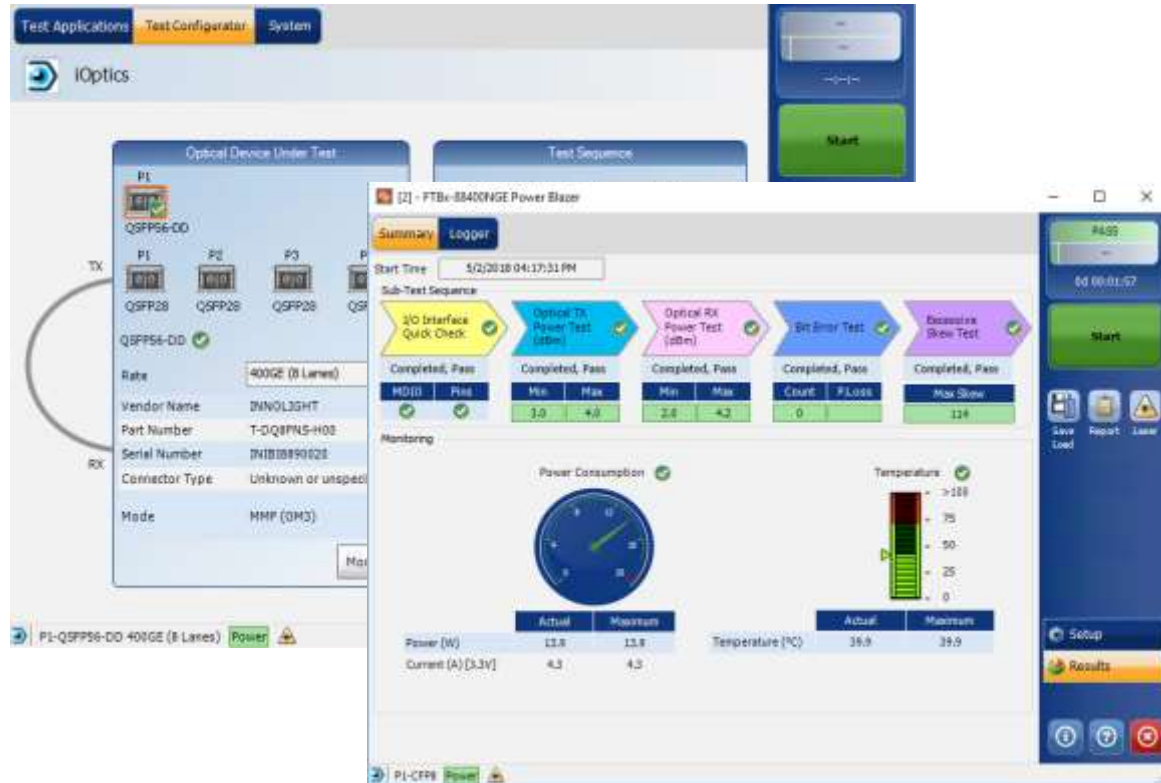 Test Applications Test Configurator System
iOptics
--
--
--:--:--
Start
Optical Device Under Test
Test Sequence
P1
QSFP56-DD
P1 P2 P3
QSFP28 QSFP28 QSFP28
TX
RX
QSFP56-DD
Rate 400GE (8 Lanes)
Vendor Name INNOLIGHT
Part Number T-DQ8FNS-H00
Serial Number
Connector Type Unknown or unspeci
Mode MMF (OM3)
P1-QSFP56-DD 400GE (8 Lanes) Power
[2] - FTBx-88400NGE Power Blazer
Summary Logger
Start Time 5/2/2018 04:17:31 PM
Sub-Test Sequence
I/O Interface Quick Check
Optical TX Power Test (dBm)
Optical RX Power Test (dBm)
Bit Error Test
Excessive Skew Test
Completed, Pass Completed, Pass Completed, Pass Completed, Pass Completed, Pass
MDIO Pins Min Max Min Max Count P.Loss Max Skew
3.0 4.0 2.0 4.2 0 114
Monitoring
Power Consumption
Temperature
>100
75
50
25
0
Actual Maximum Actual Maximum
Power (W) 13.8 13.8 Temperature (ºC) 39.9 39.9
Current (A) [3.3V] 4.3 4.3
PASS
--
0d 00:01:57
Start
Save Load
Report
Laser
Setup
Results
P1-CFP8 Power